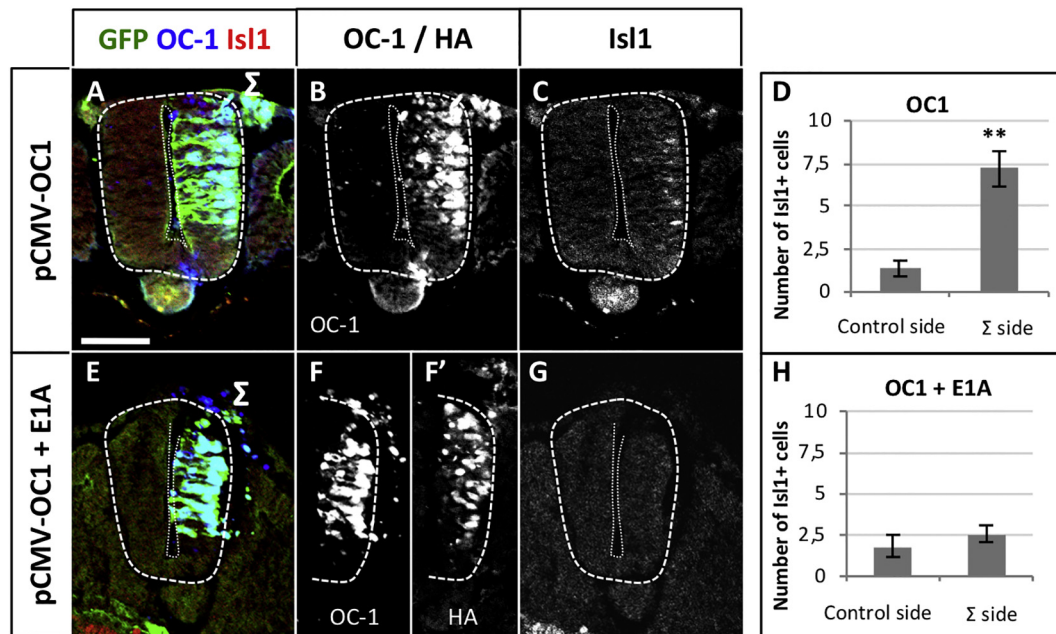 GFP OC-1 Isl1
OC-1 / HA
Isl1
pCMV-OC1
A
Σ
B
OC-1
C
D
OC1
Number of Isl1+ cells
10
7,5
5
2,5
0
**
Control side
Σ side
pCMV-OC1 + E1A
E
Σ
F
OC-1
F’
HA
G
H
OC1 + E1A
Number of Isl1+ cells
10
7,5
5
2,5
0
Control side
Σ side